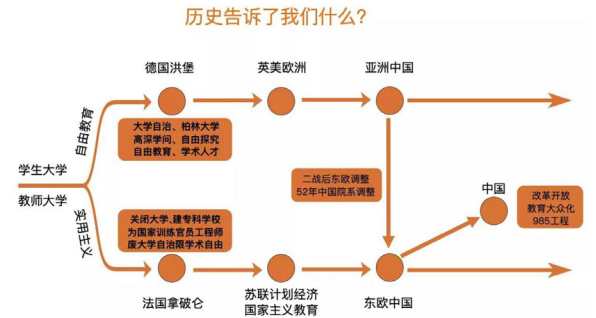 历史告诉了我们什么?
德国洪堡
英美欧洲
亚洲中国
自由教育
大学自治、柏林大学
高深学问、自由探究
自由教育、学术人才
学生大学
教师大学
二战后东欧调整
52年中国院系调整
中国
改革开放
教育大众化
985工程
实用主义
关闭大学、建专科学校
为国家训练官员工程师
废大学自治限学术自由
法国拿破仑
苏联计划经济
国家主义教育
东欧中国